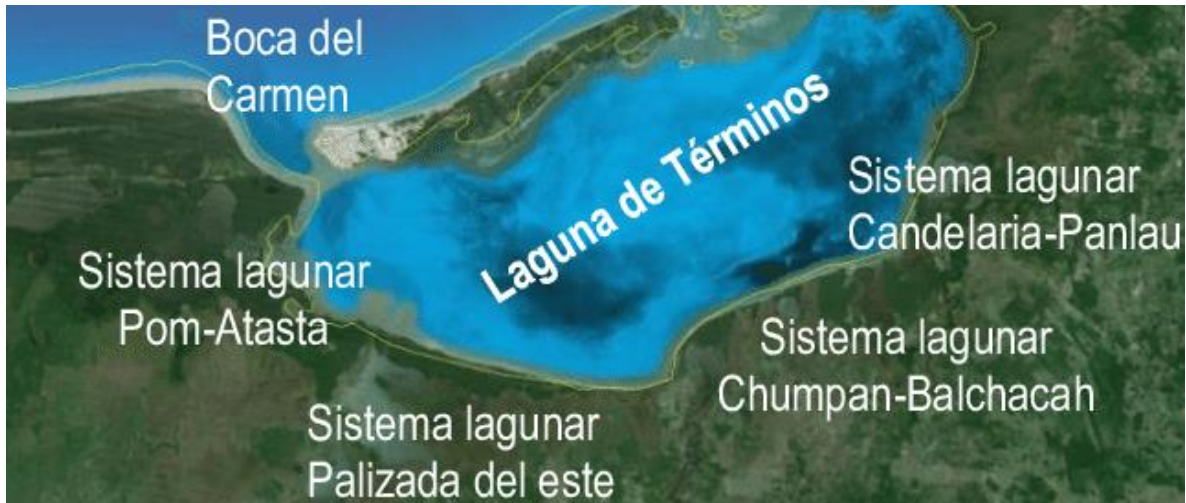 Boca del
Carmen
Laguna de Términos
Sistema lagunar
Candelaria-Panlau
Sistema lagunar
Pom-Atasta
Sistema lagunar
Chumpan-Balchacah
Sistema lagunar
Palizada del este